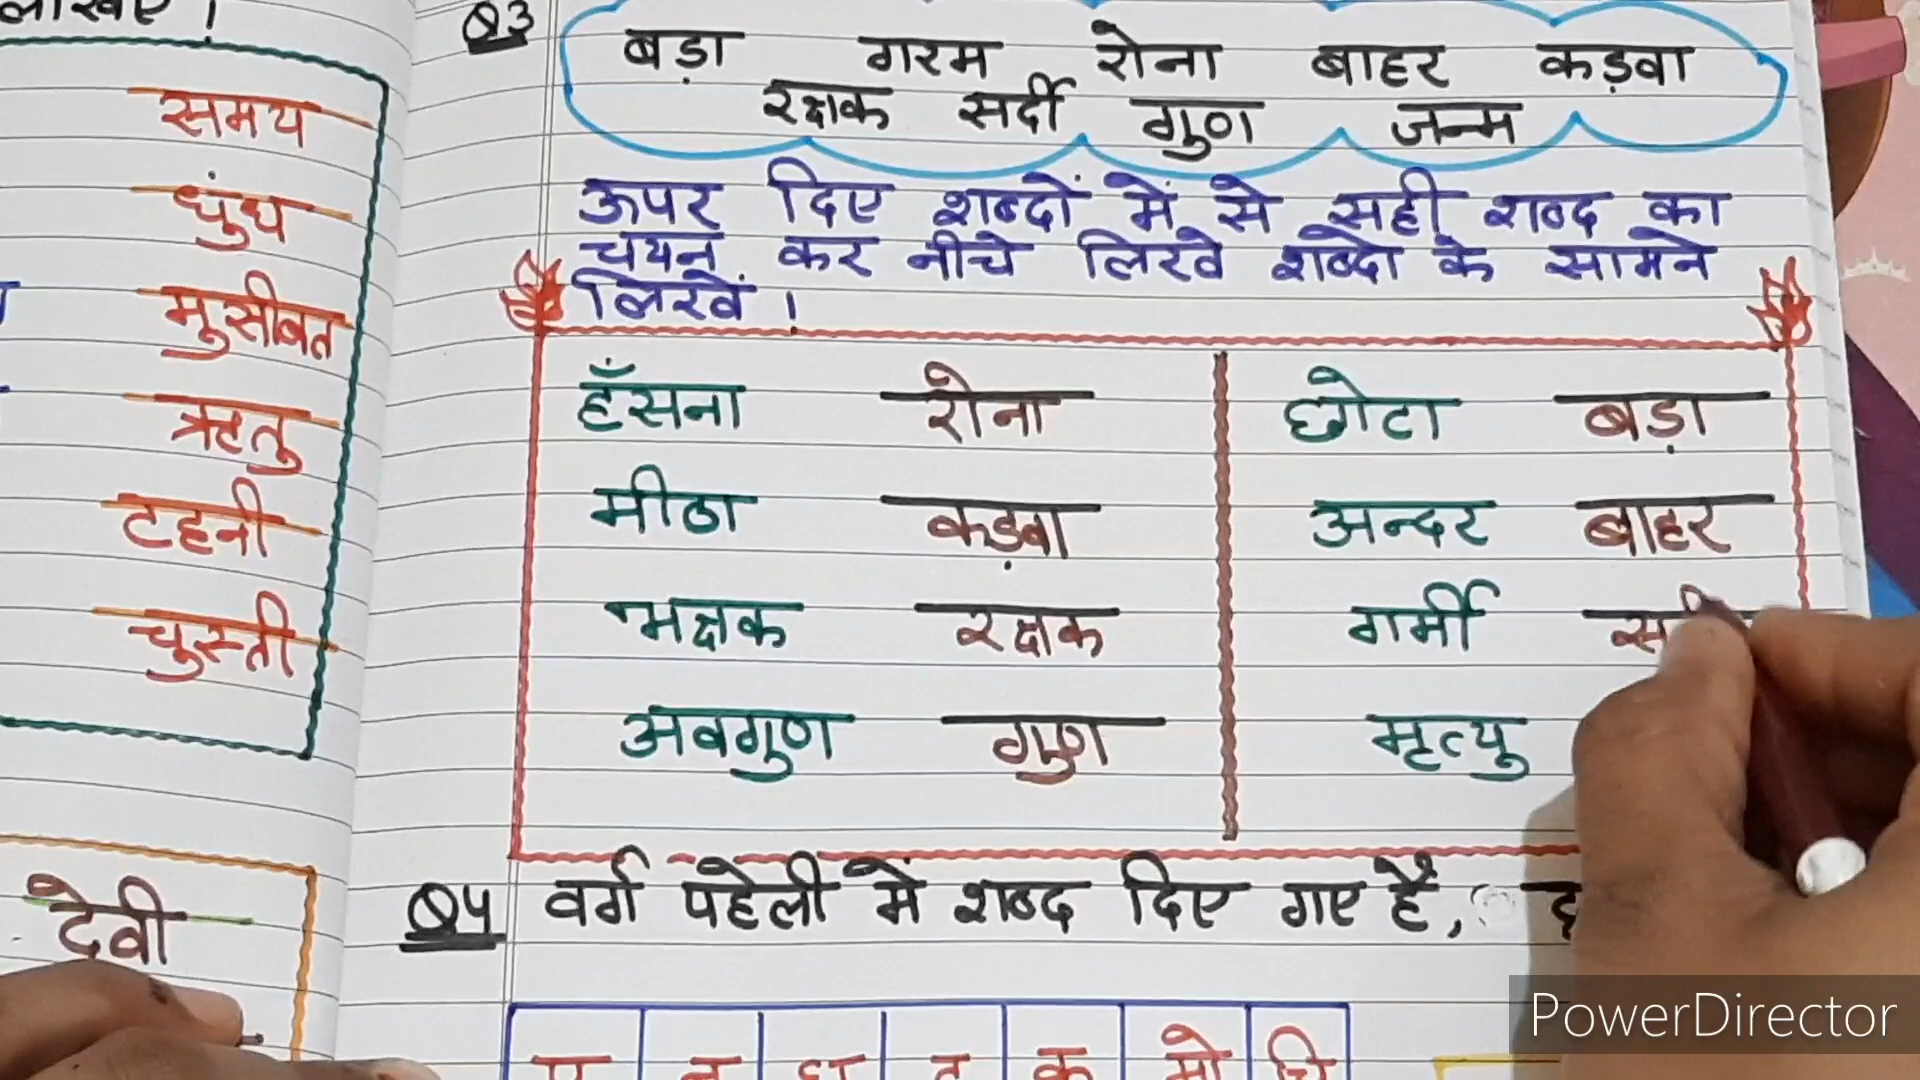 समय
धुंध
मुसीबत
ऋतु
टहनी
चुस्ती
देवी
Q3
बड़ा गरम रोना बाहर कड़वा
रक्षक सर्दी गुण जन्म
ऊपर दिए शब्दों में से सही शब्द का
चयन कर नीचे लिखे शब्दो के सामने
लिखें।
हँसना रोना छोटा बड़ा
मीठा कड़वा अन्दर बाहर
भक्षक रक्षक गर्मी
अवगुण गुण मृत्यु
Q4 वर्ग पहेली में शब्द दिए गए है,
क मो चि
PowerDirector